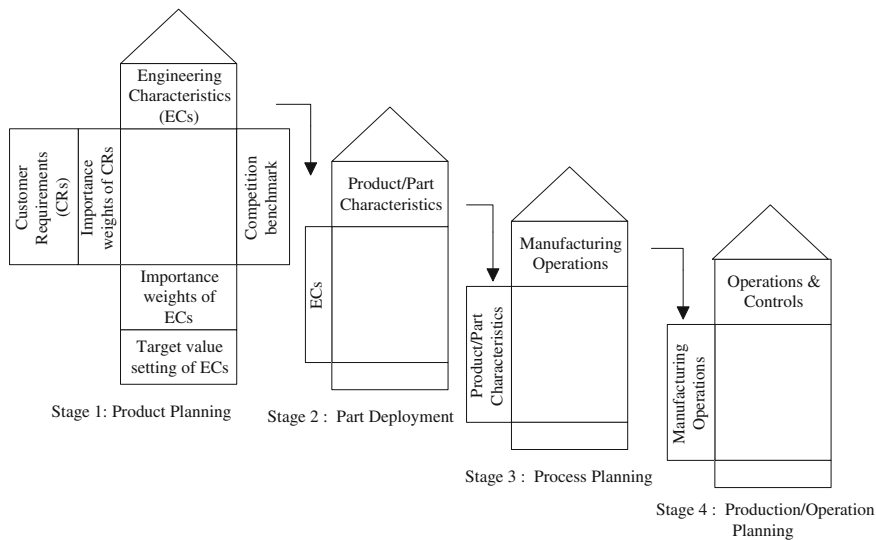 Engineering
Characteristics
(ECs)
Customer
Requirements
(CRs)
Importance
weights of CRs
Competition
benchmark
Importance
weights of
ECs
Target value
setting of ECs
Stage 1: Product Planning
Product/Part
Characteristics
ECs
Stage 2 : Part Deployment
Manufacturing
Operations
Product/Part
Characteristics
Stage 3 : Process Planning
Operations &
Controls
Manufacturing
Operations
Stage 4 : Production/Operation
Planning